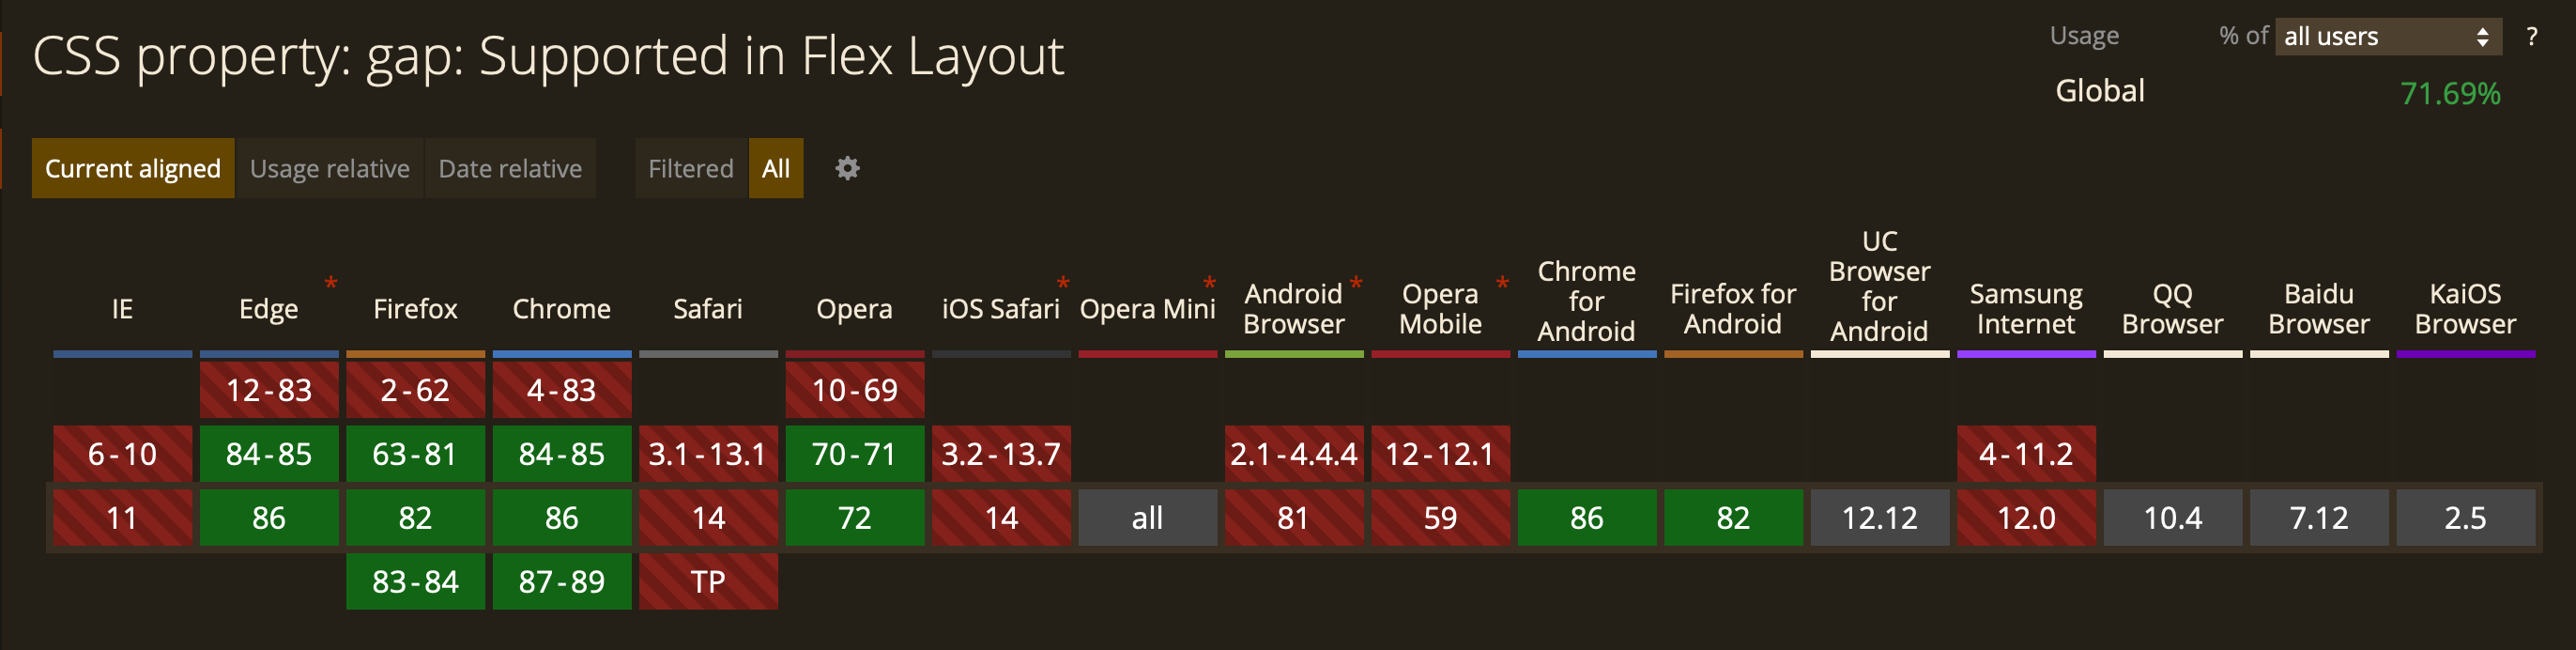 CSS property: gap: Supported in Flex Layout
Usage % of all users ?
Global 71.69%
Current aligned Usage relative Date relative Filtered All
IE Edge * Firefox Chrome Safari Opera iOS Safari * Opera Mini * Android Browser * Opera Mobile * Chrome for Android Firefox for Android UC Browser for Android Samsung Internet QQ Browser Baidu Browser KaiOS Browser
12-83 2-62 4-83 10-69
6-10 84-85 63-81 84-85 3.1-13.1 70-71 3.2-13.7 2.1-4.4.4 12-12.1 4-11.2
11 86 82 86 14 72 14 all 81 59 86 82 12.12 12.0 10.4 7.12 2.5
83-84 87-89 TP